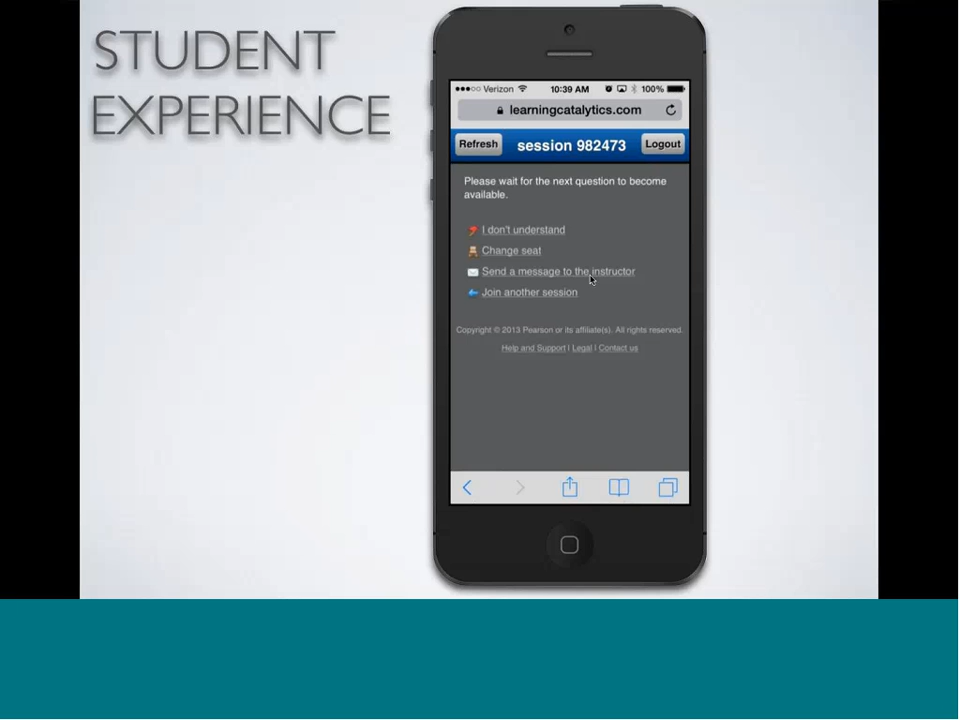 STUDENT
EXPERIENCE
Verizon 10:39 AM 100%
learningcatalytics.com
Refresh session 982473 Logout
Please wait for the next question to become
available.
I don't understand
Change seat
Send a message to the instructor
Join another session
Copyright © 2013 Pearson or its affiliate(s). All rights reserved.
Help and Support | Legal | Contact us